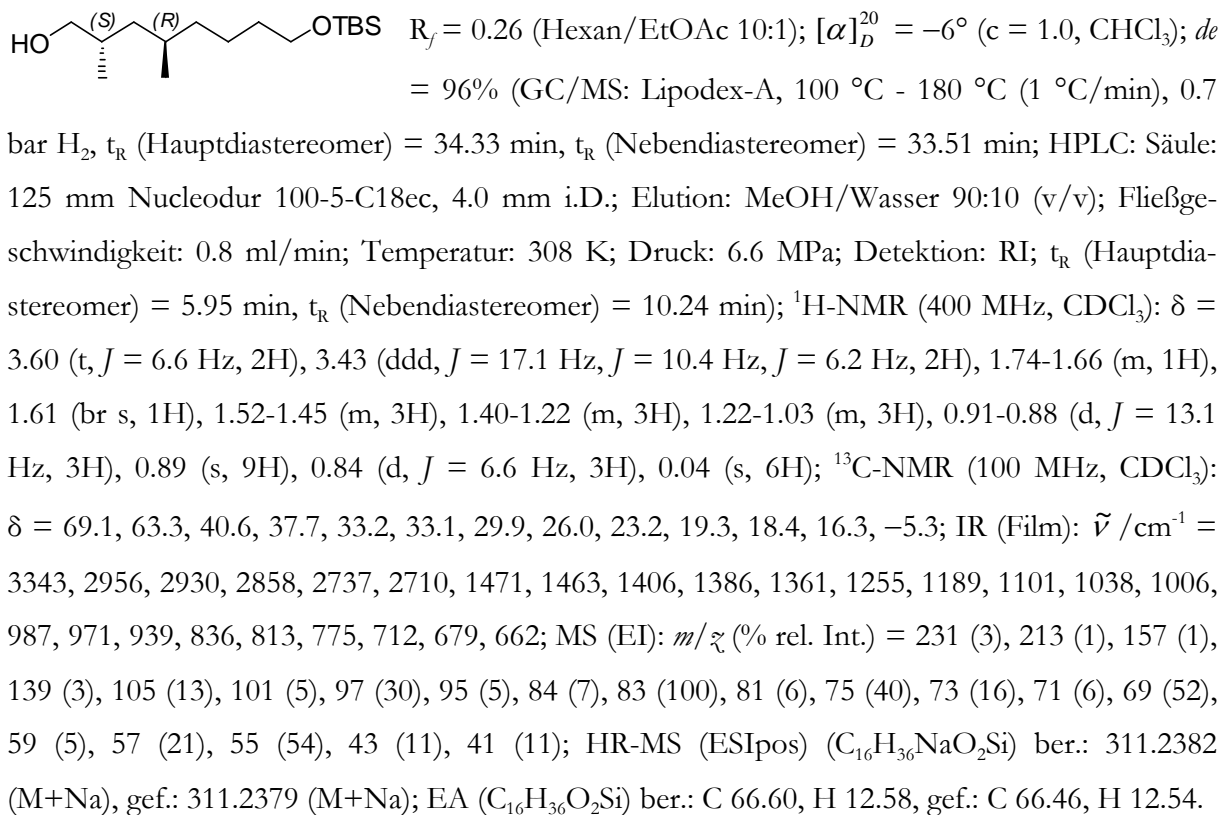 HO (S) (R) OTBS R_f = 0.26 (Hexan/EtOAc 10:1); [α]_D^20 = −6° (c = 1.0, CHCl₃); de
= 96% (GC/MS: Lipodex-A, 100 °C - 180 °C (1 °C/min), 0.7
bar H₂, t_R (Hauptdiastereomer) = 34.33 min, t_R (Nebendiastereomer) = 33.51 min; HPLC: Säule:
125 mm Nucleodur 100-5-C18ec, 4.0 mm i.D.; Elution: MeOH/Wasser 90:10 (v/v); Fließge-
schwindigkeit: 0.8 ml/min; Temperatur: 308 K; Druck: 6.6 MPa; Detektion: RI; t_R (Hauptdia-
stereomer) = 5.95 min, t_R (Nebendiastereomer) = 10.24 min); ¹H-NMR (400 MHz, CDCl₃): δ =
3.60 (t, J = 6.6 Hz, 2H), 3.43 (ddd, J = 17.1 Hz, J = 10.4 Hz, J = 6.2 Hz, 2H), 1.74-1.66 (m, 1H),
1.61 (br s, 1H), 1.52-1.45 (m, 3H), 1.40-1.22 (m, 3H), 1.22-1.03 (m, 3H), 0.91-0.88 (d, J = 13.1
Hz, 3H), 0.89 (s, 9H), 0.84 (d, J = 6.6 Hz, 3H), 0.04 (s, 6H); ¹³C-NMR (100 MHz, CDCl₃):
δ = 69.1, 63.3, 40.6, 37.7, 33.2, 33.1, 29.9, 26.0, 23.2, 19.3, 18.4, 16.3, −5.3; IR (Film): ν̃ /cm⁻¹ =
3343, 2956, 2930, 2858, 2737, 2710, 1471, 1463, 1406, 1386, 1361, 1255, 1189, 1101, 1038, 1006,
987, 971, 939, 836, 813, 775, 712, 679, 662; MS (EI): m/z (% rel. Int.) = 231 (3), 213 (1), 157 (1),
139 (3), 105 (13), 101 (5), 97 (30), 95 (5), 84 (7), 83 (100), 81 (6), 75 (40), 73 (16), 71 (6), 69 (52),
59 (5), 57 (21), 55 (54), 43 (11), 41 (11); HR-MS (ESIpos) (C₁₆H₃₆NaO₂Si) ber.: 311.2382
(M+Na), gef.: 311.2379 (M+Na); EA (C₁₆H₃₆O₂Si) ber.: C 66.60, H 12.58, gef.: C 66.46, H 12.54.